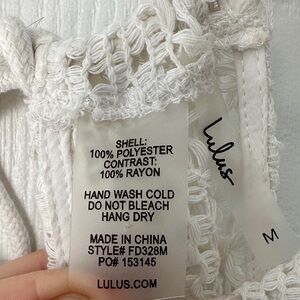 SHELL:
100% POLYESTER
CONTRAST:
100% RAYON
HAND WASH COLD
DO NOT BLEACH
HANG DRY
MADE IN CHINA
STYLE# FD328M
PO# 153145
LULUS.COM
Lulus
M